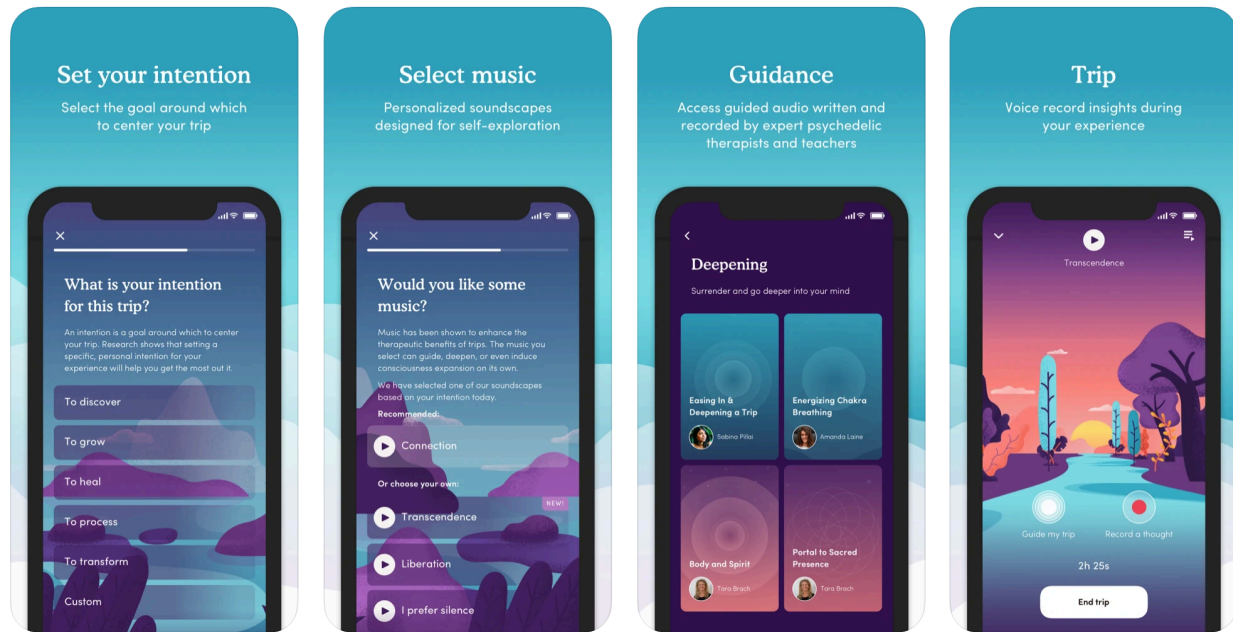 Set your intention
Select the goal around which
to center your trip
What is your intention
for this trip?
An intention is a goal around which to center
your trip. Research shows that setting a
specific, personal intention for your
experience will help you get the most out it.
To discover
To grow
To heal
To process
To transform
Custom
Select music
Personalized soundscapes
designed for self-exploration
Would you like some
music?
Music has been shown to enhance the
therapeutic benefits of trips. The music you
select can guide, deepen, or even induce
consciousness expansion on its own.
We have selected one of our soundscapes
based on your intention today.
Recommended:
Connection
Or choose your own:
NEW!
Transcendence
Liberation
I prefer silence
Guidance
Access guided audio written and
recorded by expert psychedelic
therapists and teachers
Deepening
Surrender and go deeper into your mind
Easing In &
Deepening a Trip
Sabina Pillai
Energizing Chakra
Breathing
Amanda Laine
Body and Spirit
Tara Brach
Portal to Sacred
Presence
Tara Brach
Trip
Voice record insights during
your experience
Transcendence
Guide my trip
Record a thought
2h 25s
End trip